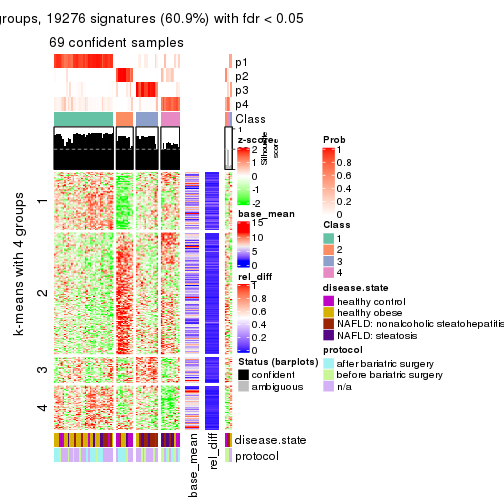 groups, 19276 signatures (60.9%) with fdr < 0.05
69 confident samples
p1
p2
p3
p4
Class
1
Silhouette
score
k-means with 4 groups
1
2
3
4
z-score
2
1
0
-1
-2
base_mean
15
10
5
0
rel_diff
1
0.8
0.6
0.4
0.2
0
Status (barplots)
confident
ambiguous
Prob
1
0.8
0.6
0.4
0.2
0
Class
1
2
3
4
disease.state
healthy control
healthy obese
NAFLD: nonalcoholic steatohepatitis
NAFLD: steatosis
protocol
after bariatric surgery
before bariatric surgery
n/a
disease.state
protocol
base_mean
rel_diff